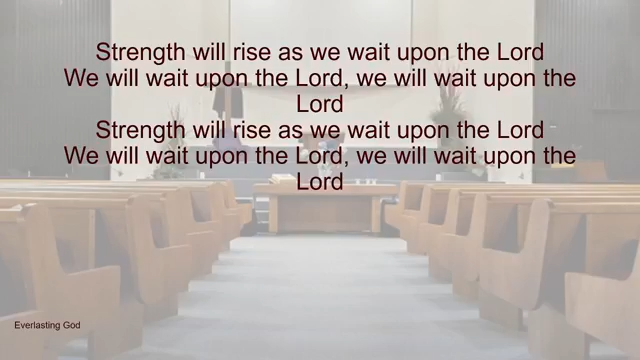 Strength will rise as we wait upon the Lord
We will wait upon the Lord, we will wait upon the
Lord
Strength will rise as we wait upon the Lord
We will wait upon the Lord, we will wait upon the
Lord
Everlasting God